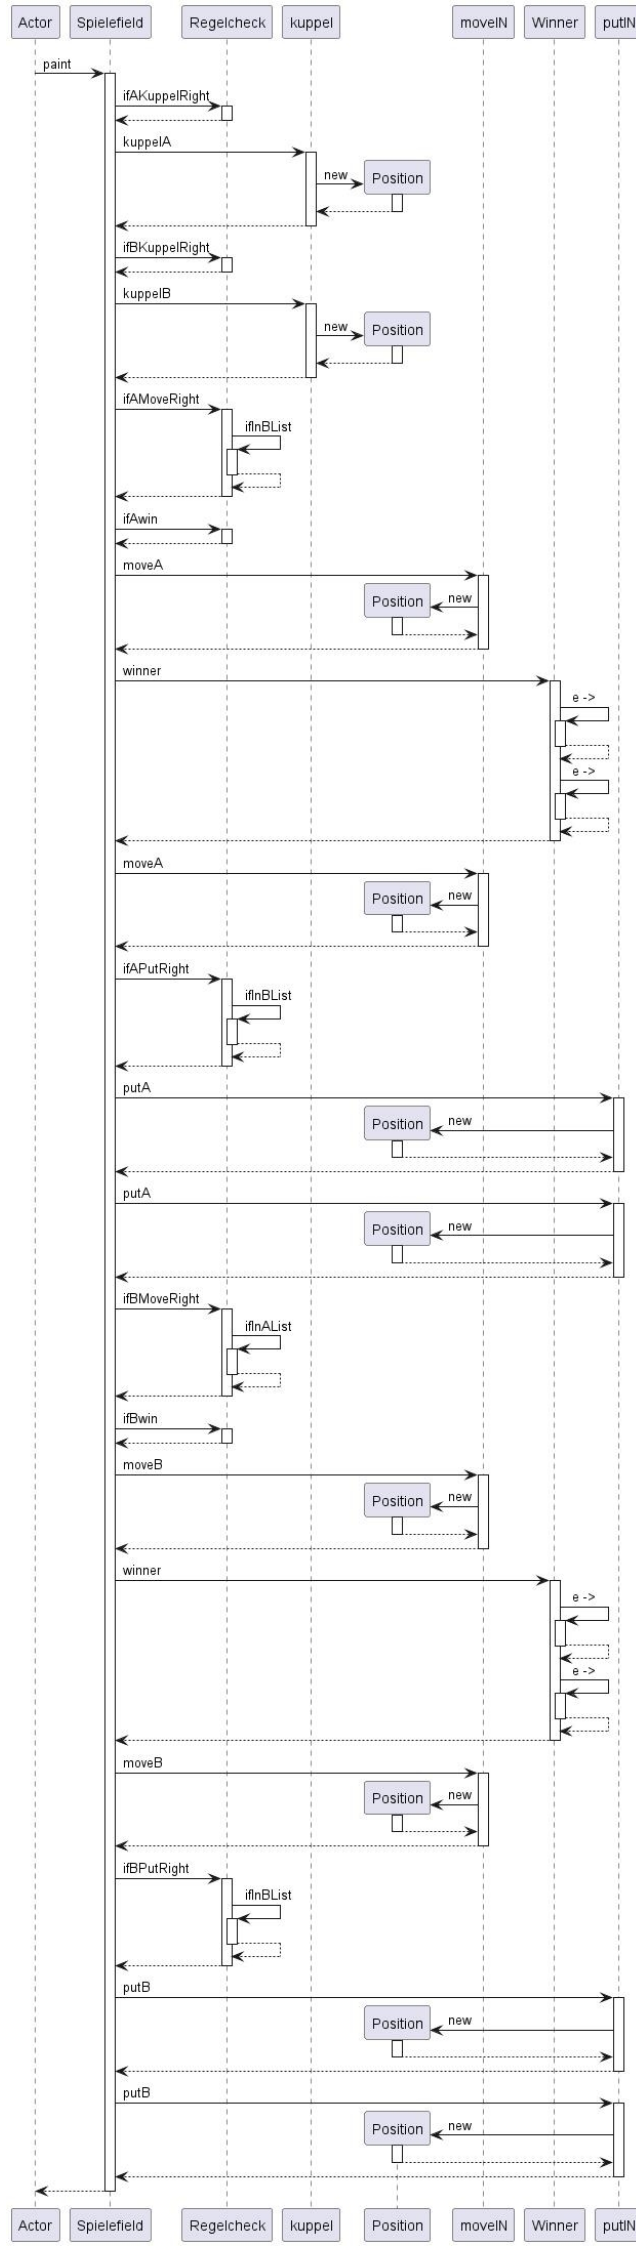 Actor Spielefield Regelcheck kuppel moveIN Winner putIN
paint
ifAKuppelRight
kuppelA
new
Position
ifBKuppelRight
kuppelB
new
Position
ifAMoveRight
ifInBList
ifAwin
moveA
Position new
winner
e ->
e ->
moveA
Position new
ifAPutRight
ifInBList
putA
Position new
putA
Position new
ifBMoveRight
ifInAList
ifBwin
moveB
Position new
winner
e ->
e ->
moveB
Position new
ifBPutRight
ifInBList
putB
Position new
putB
Position new
Actor Spielefield Regelcheck kuppel Position moveIN Winner putIN